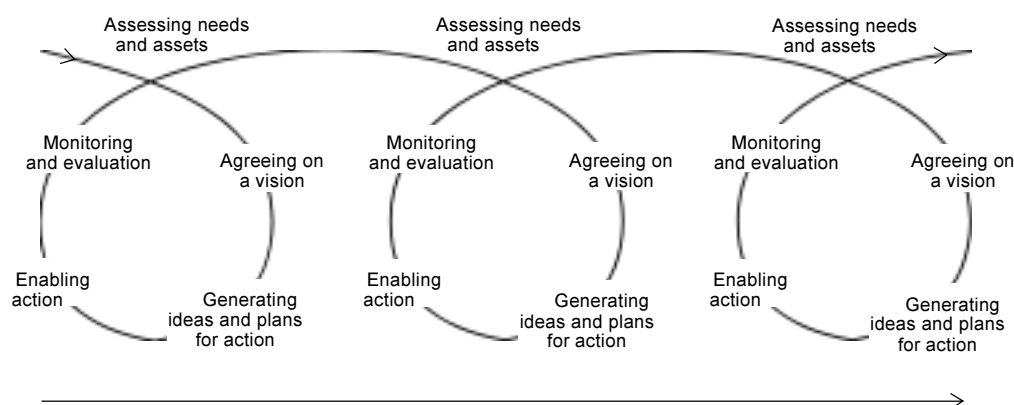 Assessing needs
and assets
Assessing needs
and assets
Assessing needs
and assets
Monitoring
and evaluation
Agreeing on
a vision
Monitoring
and evaluation
Agreeing on
a vision
Monitoring
and evaluation
Agreeing on
a vision
Enabling
action
Generating
ideas and plans
for action
Enabling
action
Generating
ideas and plans
for action
Enabling
action
Generating
ideas and plans
for action